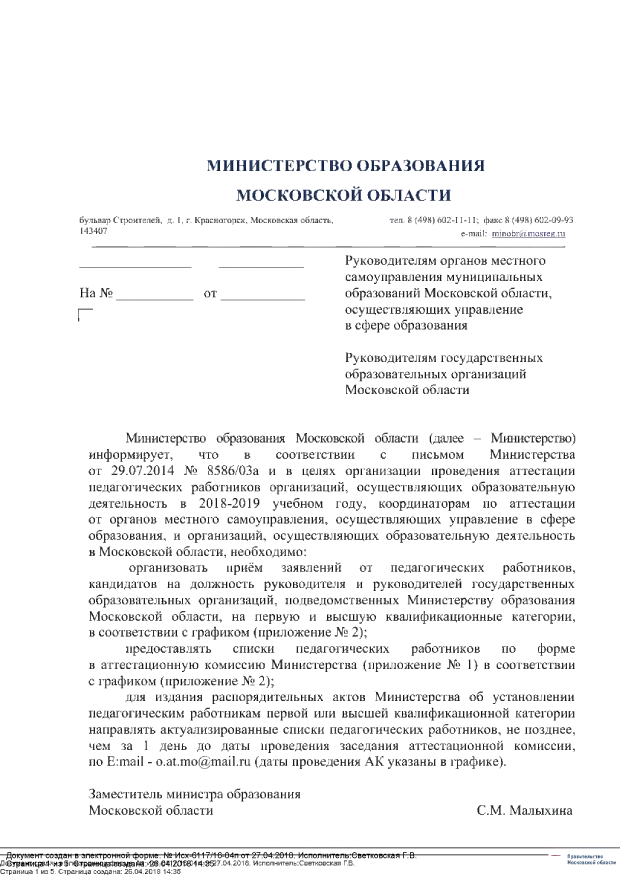 МИНИСТЕРСТВО ОБРАЗОВАНИЯ
МОСКОВСКОЙ ОБЛАСТИ
бульвар Строителей, д. 1, г. Красногорск, Московская область,
143407
тел. 8 (498) 602-11-11; факс 8 (498) 602-09-93
e-mail: minobr@mosreg.ru
На № _____________ от _____________
Руководителям органов местного
самоуправления муниципальных
образований Московской области,
осуществляющих управление
в сфере образования
Руководителям государственных
образовательных организаций
Московской области
Министерство образования Московской области (далее – Министерство)
информирует, что в соответствии с письмом Министерства
от 29.07.2014 № 8586/03а и в целях организации проведения аттестации
педагогических работников организаций, осуществляющих образовательную
деятельность в 2018-2019 учебном году, координаторам по аттестации
от органов местного самоуправления, осуществляющих управление в сфере
образования, и организаций, осуществляющих образовательную деятельность
в Московской области, необходимо:
организовать приём заявлений от педагогических работников,
кандидатов на должность руководителя и руководителей государственных
образовательных организаций, подведомственных Министерству образования
Московской области, на первую и высшую квалификационные категории,
в соответствии с графиком (приложение № 2);
предоставлять списки педагогических работников по форме
в аттестационную комиссию Министерства (приложение № 1) в соответствии
с графиком (приложение № 2);
для издания распорядительных актов Министерства об установлении
педагогическим работникам первой или высшей квалификационной категории
направлять актуализированные списки педагогических работников, не позднее,
чем за 1 день до даты проведения заседания аттестационной комиссии,
по E:mail - o.at.mo@mail.ru (даты проведения АК указаны в графике).
Заместитель министра образования
Московской области
С.М. Малыхина
Документ создан в электронной форме. № Исх-6117/16-04п от 27.04.2018. Исполнитель:Светковская Г.В.
Страница 1 из 5. Страница создана: 26.04.2018 14:35
Правительство
Московской области